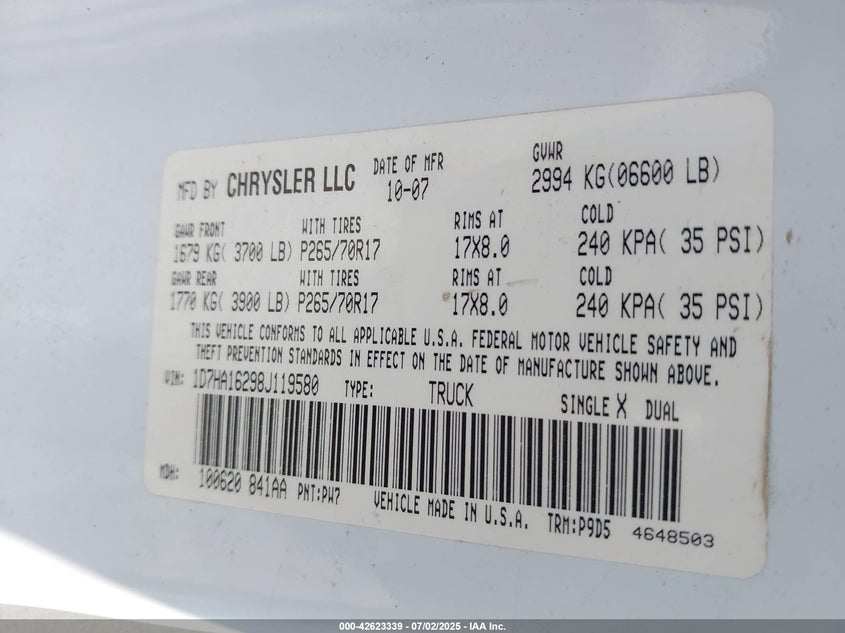 MFD BY CHRYSLER LLC DATE OF MFR GVWR
10-07 2994 KG(06600 LB)
GAWR FRONT WITH TIRES RIMS AT COLD
1679 KG( 3700 LB) P265/70R17 17X8.0 240 KPA( 35 PSI)
GAWR REAR WITH TIRES RIMS AT COLD
1770 KG( 3900 LB) P265/70R17 17X8.0 240 KPA( 35 PSI)
THIS VEHICLE CONFORMS TO ALL APPLICABLE U.S.A. FEDERAL MOTOR VEHICLE SAFETY AND
THEFT PREVENTION STANDARDS IN EFFECT ON THE DATE OF MANUFACTURE SHOWN ABOVE.
VIN: 1D7HA16298J119580 TYPE: TRUCK SINGLE X DUAL
MDH: 100620 841AA PNT:PW7 VEHICLE MADE IN U.S.A. TRM:P9D5 4648503
000-42623339 - 07/02/2025 - IAA Inc.